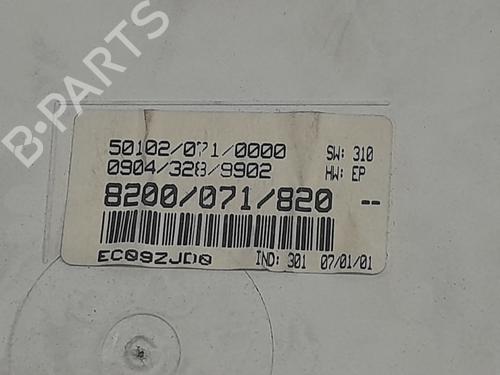 B-PARTS
50102/071/0000 SW: 310
0904/328/9902 HW: EP
8200/071/820 --
EC09ZJD0 IND: 301 07/01/01